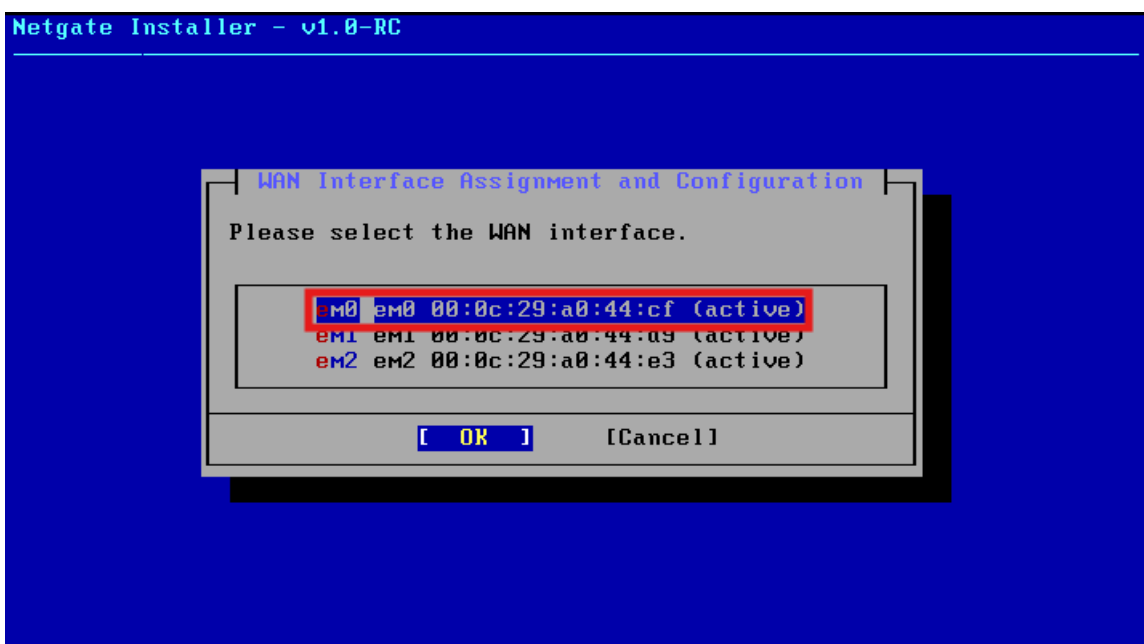 Netgate Installer - v1.0-RC
WAN Interface Assignment and Configuration
Please select the WAN interface.
em0 em0 00:0c:29:a0:44:cf (active)
em1 em1 00:0c:29:a0:44:d9 (active)
em2 em2 00:0c:29:a0:44:e3 (active)
[ OK ] [Cancel]